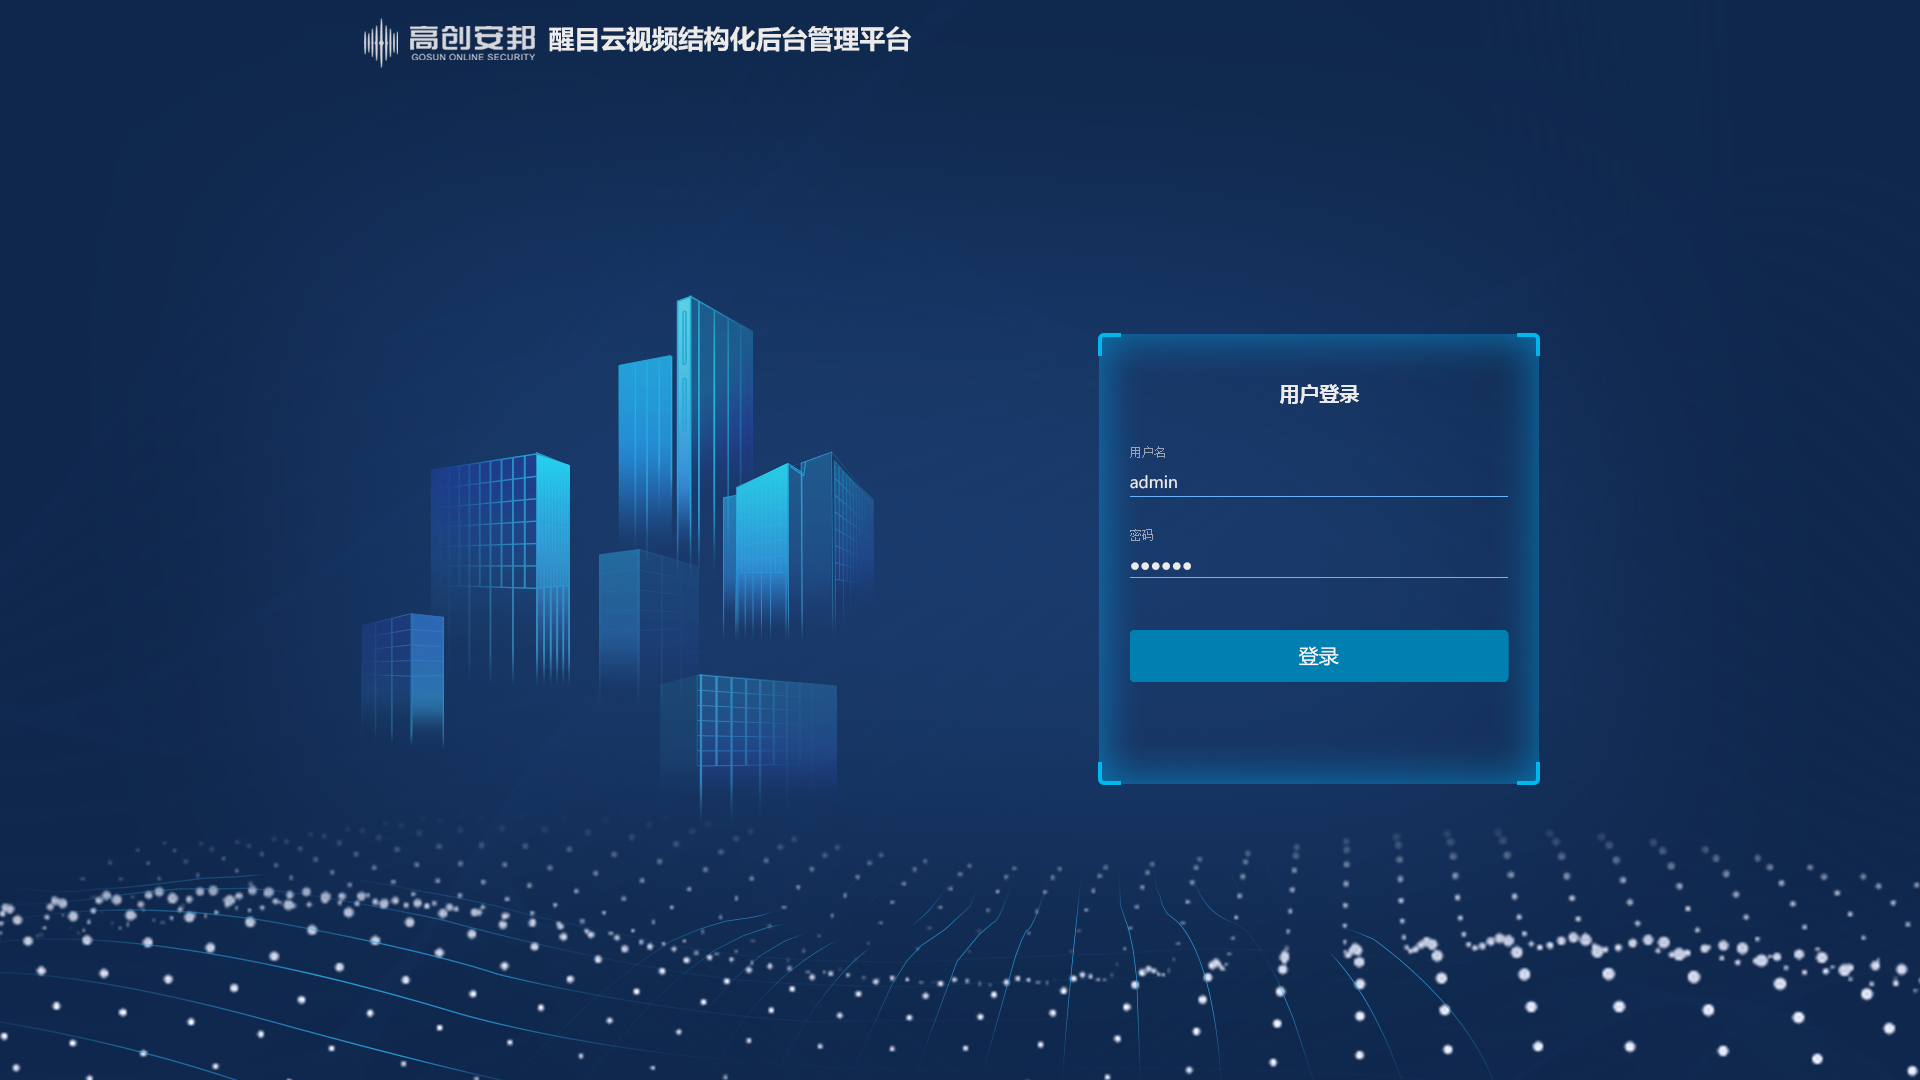 高创安邦
GOSUN ONLINE SECURITY
醒目云视频结构化后台管理平台
用户登录
用户名
admin
密码
●●●●●●
登录